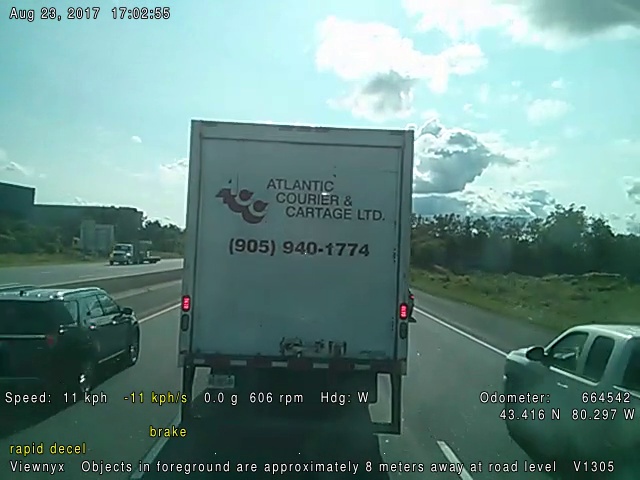 Aug 23, 2017 17:02:55
ATLANTIC
COURIER &
CARTAGE LTD.
(905) 940-1774
Speed: 11 kph -11 kph/s 0.0 g 606 rpm Hdg: W Odometer: 664542
43.416 N 80.297 W
brake
rapid decel
Viewnyx Objects in foreground are approximately 8 meters away at road level V1305